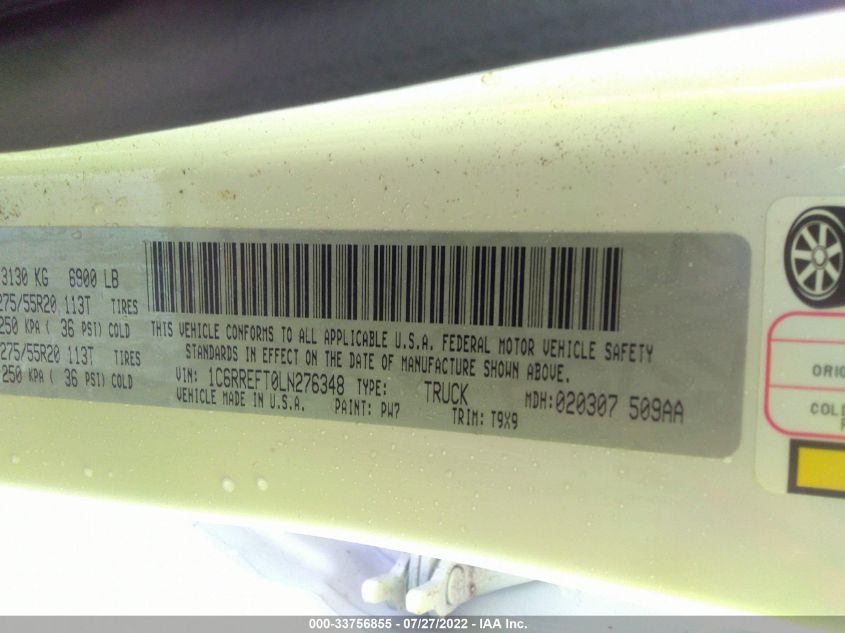 3130 KG 6900 LB
275/55R20 113T TIRES
250 KPA ( 36 PSI) COLD
275/55R20 113T TIRES
250 KPA ( 36 PSI) COLD
THIS VEHICLE CONFORMS TO ALL APPLICABLE U.S.A. FEDERAL MOTOR VEHICLE SAFETY
STANDARDS IN EFFECT ON THE DATE OF MANUFACTURE SHOWN ABOVE.
VIN: 1C6RREFT0LN276348 TYPE: TRUCK MDH:020307 509AA
VEHICLE MADE IN U.S.A. PAINT: PW7 TRIM: T9X9
ORIG
COLD
000-33756855 - 07/27/2022 - IAA Inc.